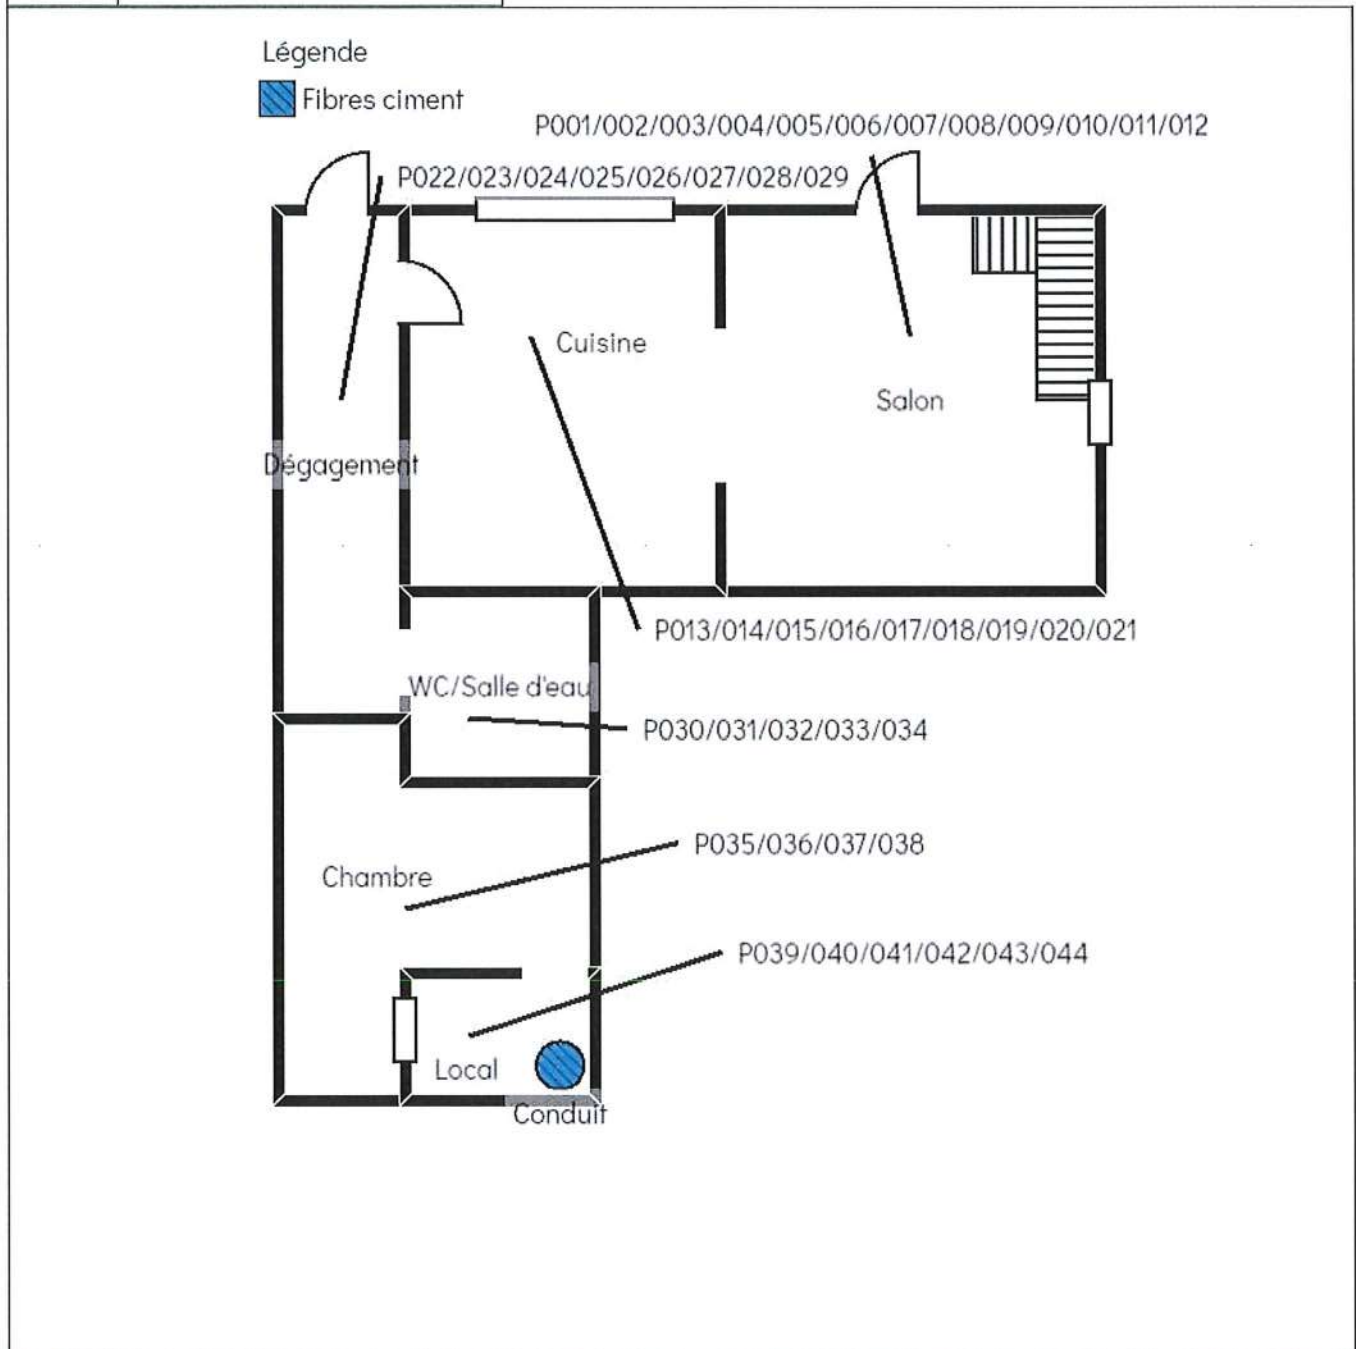 Légende
Fibres ciment
P001/002/003/004/005/006/007/008/009/010/011/012
P022/023/024/025/026/027/028/029
Cuisine
Salon
Dégagement
P013/014/015/016/017/018/019/020/021
WC/Salle d'eau
P030/031/032/033/034
P035/036/037/038
Chambre
P039/040/041/042/043/044
Local
Conduit